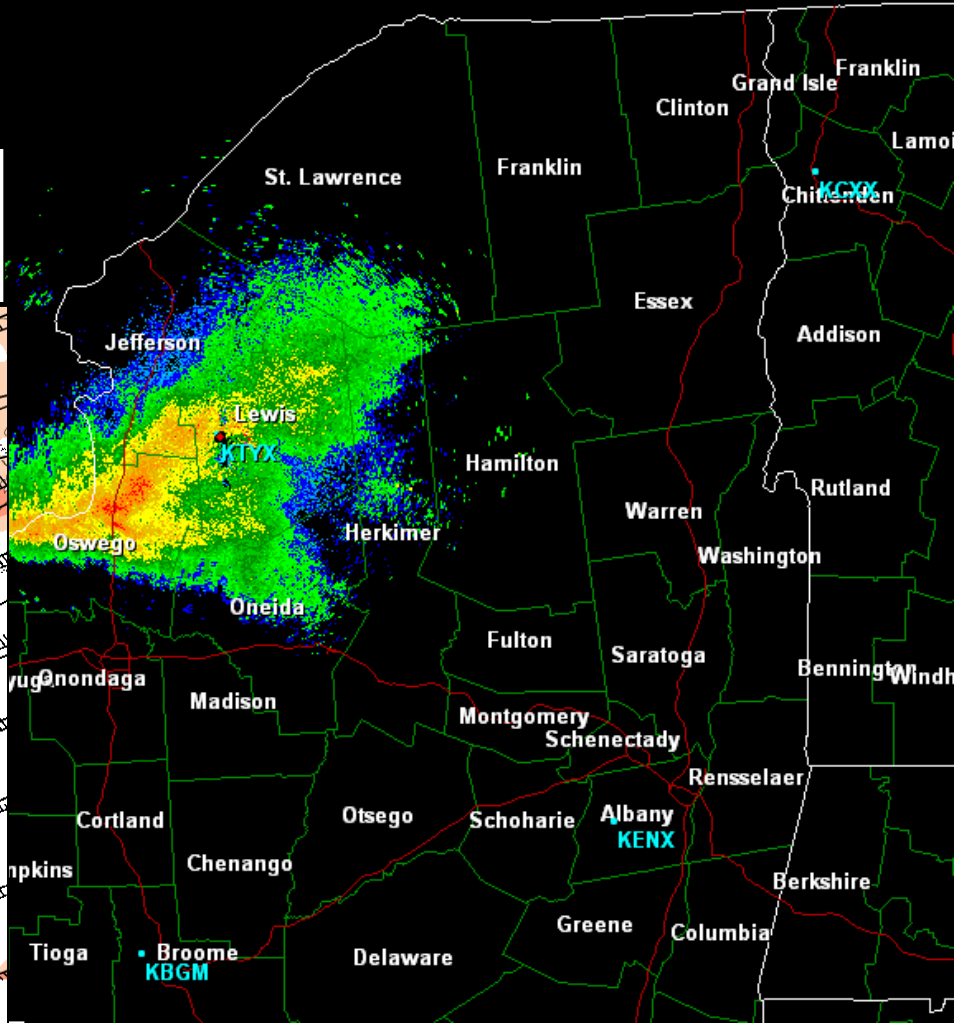 Franklin
Grand Isle
Clinton
Lamoi
Franklin
St. Lawrence
KCXX
Chittenden
Essex
Addison
Jefferson
Lewis
KTYX
Hamilton
Rutland
Warren
Herkimer
Oswego
Washington
Oneida
Fulton
Saratoga
Bennington
Windh
yuga
Onondaga
Madison
Montgomery
Schenectady
Rensselaer
Otsego
Schoharie
Albany
Cortland
KENX
Chenango
mpkins
Berkshire
Greene
Columbia
Tioga
Broome
Delaware
KBGM